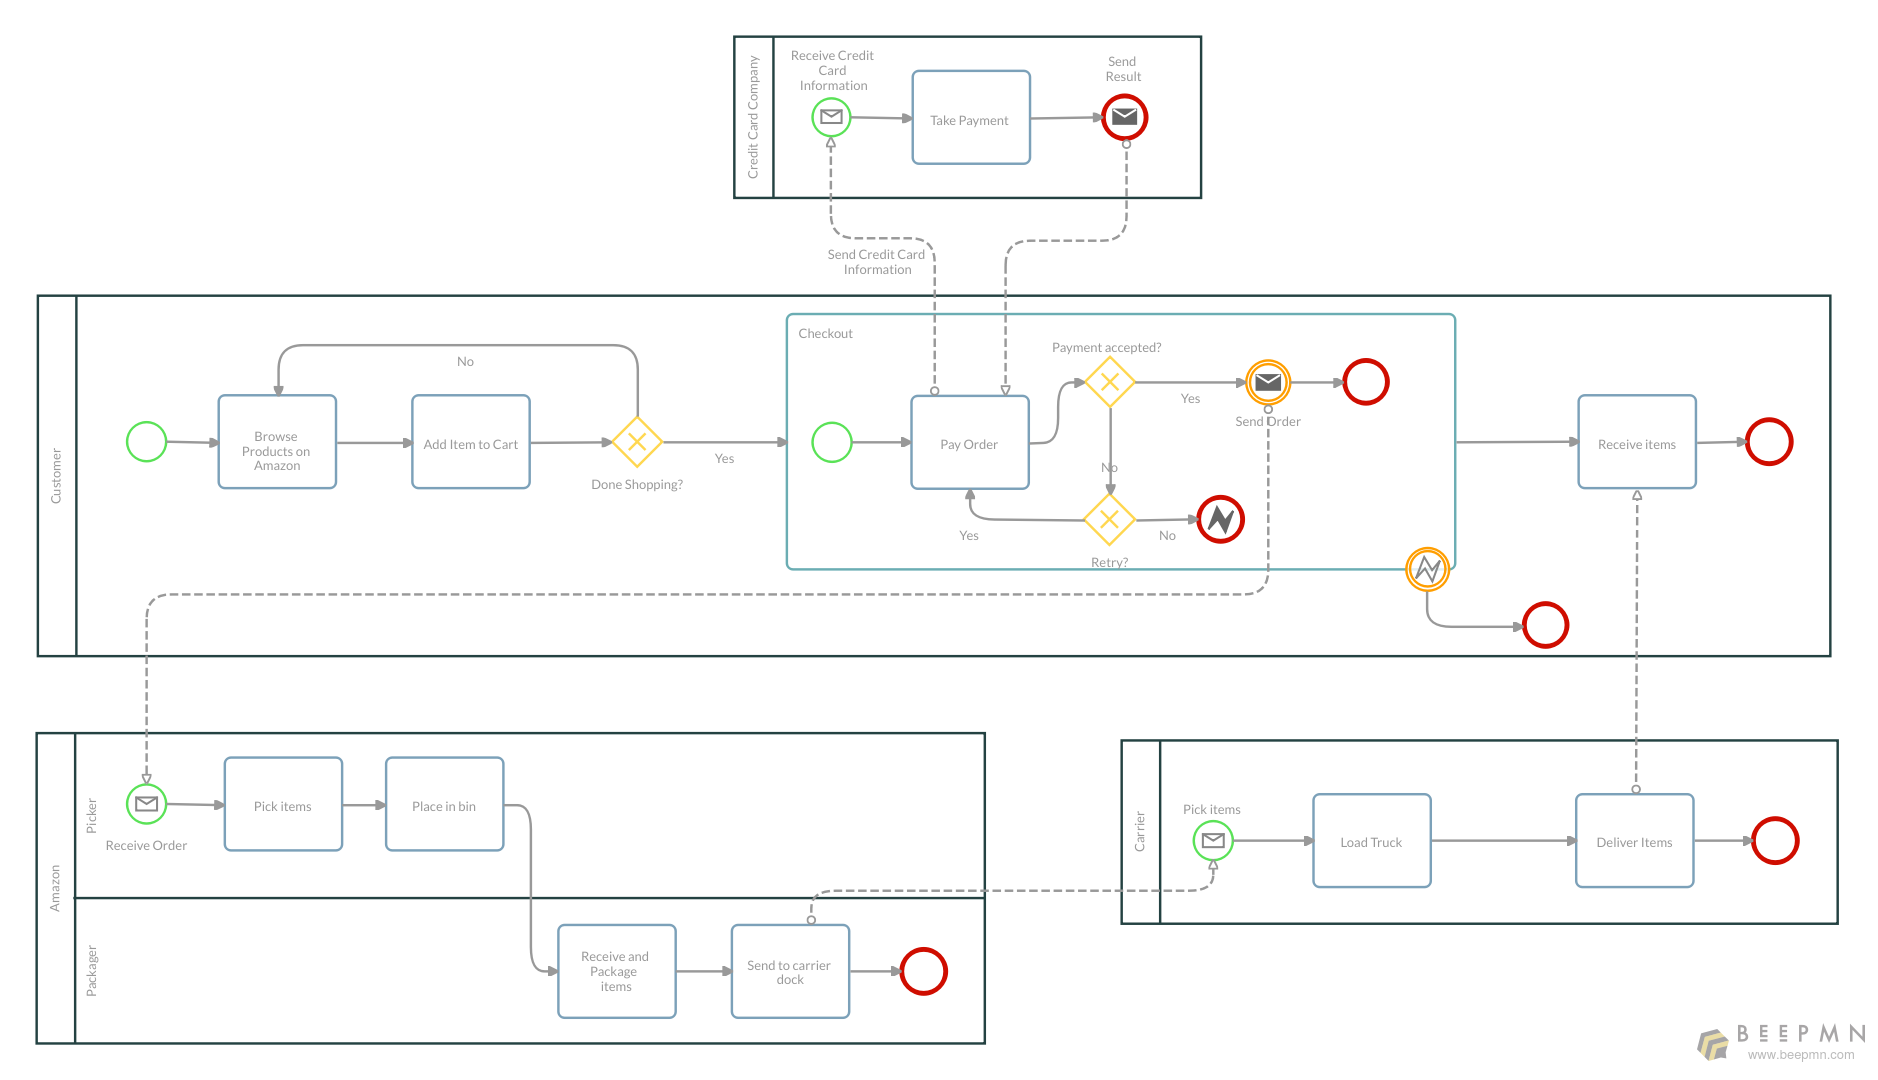 Credit Card Company
Receive Credit
Card
Information
Take Payment
Send
Result
Send Credit Card
Information
Customer
No
Browse
Products on
Amazon
Add Item to Cart
Done Shopping?
Yes
Checkout
Pay Order
Payment accepted?
Yes
Send Order
No
Yes
Retry?
No
Receive items
Amazon
Picker
Receive Order
Pick items
Place in bin
Packager
Receive and
Package
items
Send to carrier
dock
Carrier
Pick items
Load Truck
Deliver Items
BEEPMN
www.beepmn.com